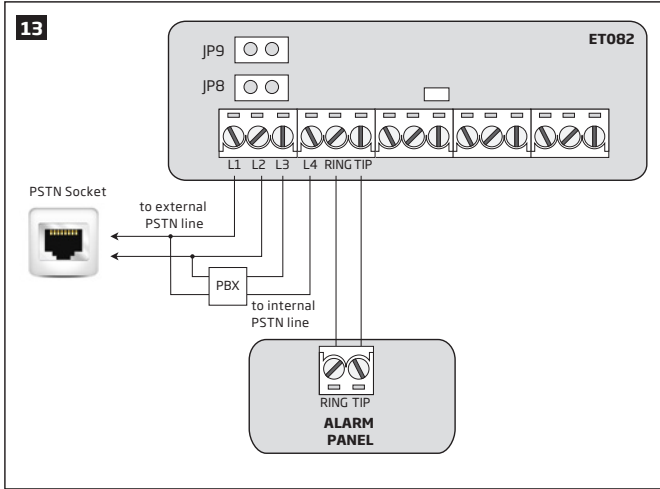 13
ET082
JP9
JP8
L1 L2 L3 L4 RING TIP
PSTN Socket
to external
PSTN line
PBX
to internal
PSTN line
RING TIP
ALARM
PANEL